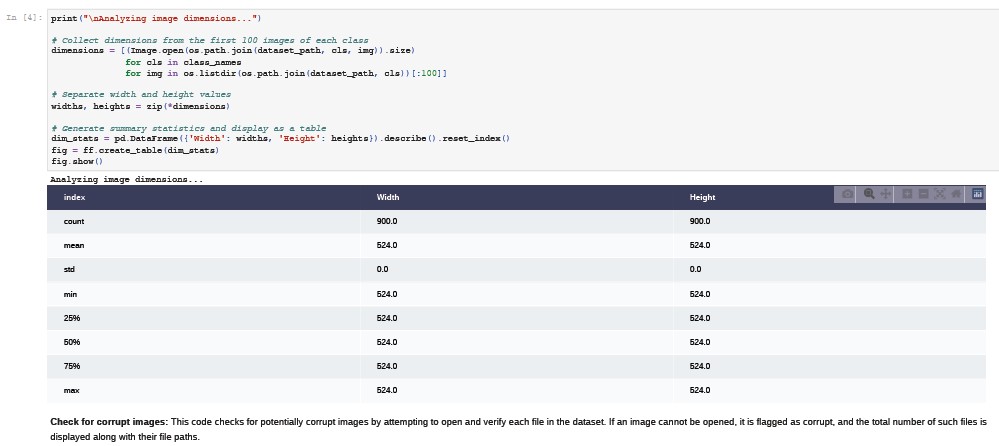 In [4]: print("\nAnalyzing image dimensions...")
# Collect dimensions from the first 100 images of each class
dimensions = [(Image.open(os.path.join(dataset_path, cls, img)).size)
for cls in class_names
for img in os.listdir(os.path.join(dataset_path, cls))[:100]]
# Separate width and height values
widths, heights = zip(*dimensions)
# Generate summary statistics and display as a table
dim_stats = pd.DataFrame({'Width': widths, 'Height': heights}).describe().reset_index()
fig = ff.create_table(dim_stats)
fig.show()
Analyzing image dimensions...
index Width Height
count 900.0 900.0
mean 524.0 524.0
std 0.0 0.0
min 524.0 524.0
25% 524.0 524.0
50% 524.0 524.0
75% 524.0 524.0
max 524.0 524.0
Check for corrupt images: This code checks for potentially corrupt images by attempting to open and verify each file in the dataset. If an image cannot be opened, it is flagged as corrupt, and the total number of such files is
displayed along with their file paths.